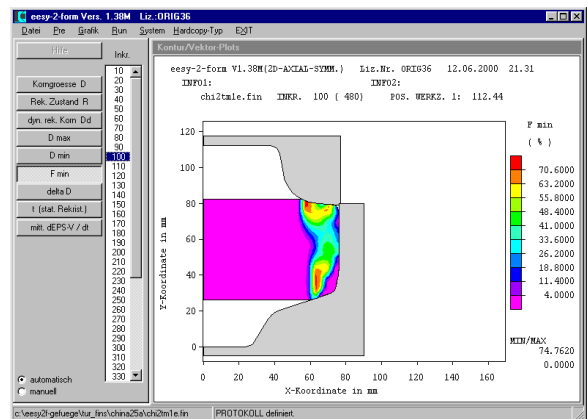 eesy-2-form Vers. 1.38M Liz.:ORIG36
Datei Pre Grafik Run System Hardcopy-Typ EXIT
Hilfe
Korngroesse D
Rek. Zustand R
dyn. rek. Korn Dd
D max
D min
F min
delta D
t (stat. Rekrist.)
mitt. dEPS-V / dt
automatisch
manuell
Inkr.
10
20
30
40
50
60
70
80
90
100
110
120
130
140
150
160
170
180
190
200
210
220
230
240
250
260
270
280
290
300
310
320
330
Kontur/Vektor-Plots
eesy-2-form V1.38M(2D-AXIAL-SYMM.) Liz.Nr. ORIG36 12.06.2000 21.31
INFO1: INFO2:
chi2tm1e.fin INKR. 100 ( 480) POS. WERKZ. 1: 112.44
Y-Koordinate in mm
120
100
80
60
40
20
0
0 20 40 60 80 100 120 140 160
X-Koordinate in mm
F min
( % )
70.6000
63.2000
55.8000
48.4000
41.0000
33.6000
26.2000
18.8000
11.4000
4.0000
MIN/MAX
74.7620
0.0000
c:\eesy2f-gefuege\tur_fins\china25a\chi2tm1e.fin PROTOKOLL definiert.